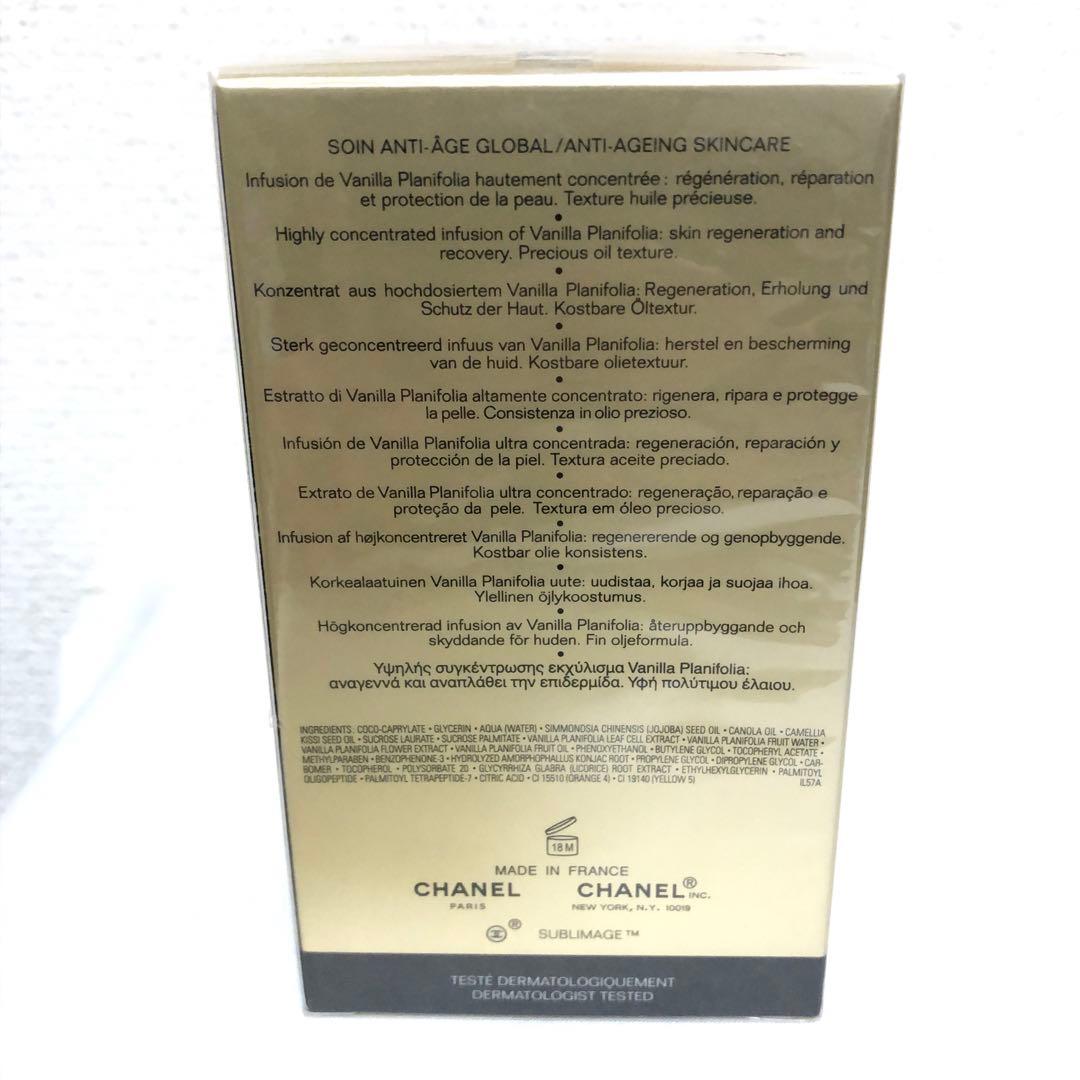 SOIN ANTI-ÂGE GLOBAL/ANTI-AGEING SKINCARE
Infusion de Vanilla Planifolia hautement concentrée : régénération, réparation
et protection de la peau. Texture huile précieuse.
•
Highly concentrated infusion of Vanilla Planifolia: skin regeneration and
recovery. Precious oil texture.
•
Konzentrat aus hochdosiertem Vanilla Planifolia: Regeneration, Erholung und
Schutz der Haut. Kostbare Öltextur.
•
Sterk geconcentreerd infuus van Vanilla Planifolia: herstel en bescherming
van de huid. Kostbare olietextuur.
•
Estratto di Vanilla Planifolia altamente concentrato: rigenera, ripara e protegge
la pelle. Consistenza in olio prezioso.
•
Infusión de Vanilla Planifolia ultra concentrada: regeneración, reparación y
protección de la piel. Textura aceite preciado.
•
Extrato de Vanilla Planifolia ultra concentrado: regeneração, reparação e
proteção da pele. Textura em óleo precioso.
•
Infusion af højkoncentreret Vanilla Planifolia: regenererende og genopbyggende.
Kostbar olie konsistens.
•
Korkealaatuinen Vanilla Planifolia uute: uudistaa, korjaa ja suojaa ihoa.
Ylellinen öjlykoostumus.
•
Högkoncentrerad infusion av Vanilla Planifolia: återuppbyggande och
skyddande för huden. Fin oljeformula.
•
Υψηλής συγκέντρωσης εκχύλισμα Vanilla Planifolia:
αναγεννά και αναπλάθει την επιδερμίδα. Υφή πολύτιμου έλαιου.
INGREDIENTS: COCO-CAPRYLATE • GLYCERIN • AQUA (WATER) • SIMMONDSIA CHINENSIS (JOJOBA) SEED OIL • CANOLA OIL • CAMELLIA
KISSI SEED OIL • SUCROSE LAURATE • SUCROSE PALMITATE • VANILLA PLANIFOLIA LEAF CELL EXTRACT • VANILLA PLANIFOLIA FRUIT WATER •
VANILLA PLANIFOLIA FLOWER EXTRACT • VANILLA PLANIFOLIA FRUIT OIL • PHENOXYETHANOL • BUTYLENE GLYCOL • TOCOPHERYL ACETATE •
METHYLPARABEN • BENZOPHENONE-3 • HYDROLYZED AMORPHOPHALLUS KONJAC ROOT • PROPYLENE GLYCOL • DIPROPYLENE GLYCOL • CAR-
BOMER • TOCOPHEROL • POLYSORBATE 20 • GLYCYRRHIZA GLABRA (LICORICE) ROOT EXTRACT • ETHYLHEXYLGLYCERIN • PALMITOYL
OLIGOPEPTIDE • PALMITOYL TETRAPEPTIDE-7 • CITRIC ACID • CI 15510 (ORANGE 4) • CI 19140 (YELLOW 5) IL57A
18 M
MADE IN FRANCE
CHANEL CHANEL® INC.
PARIS NEW YORK, N.Y. 10019
® SUBLIMAGE™
TESTÉ DERMATOLOGIQUEMENT
DERMATOLOGIST TESTED